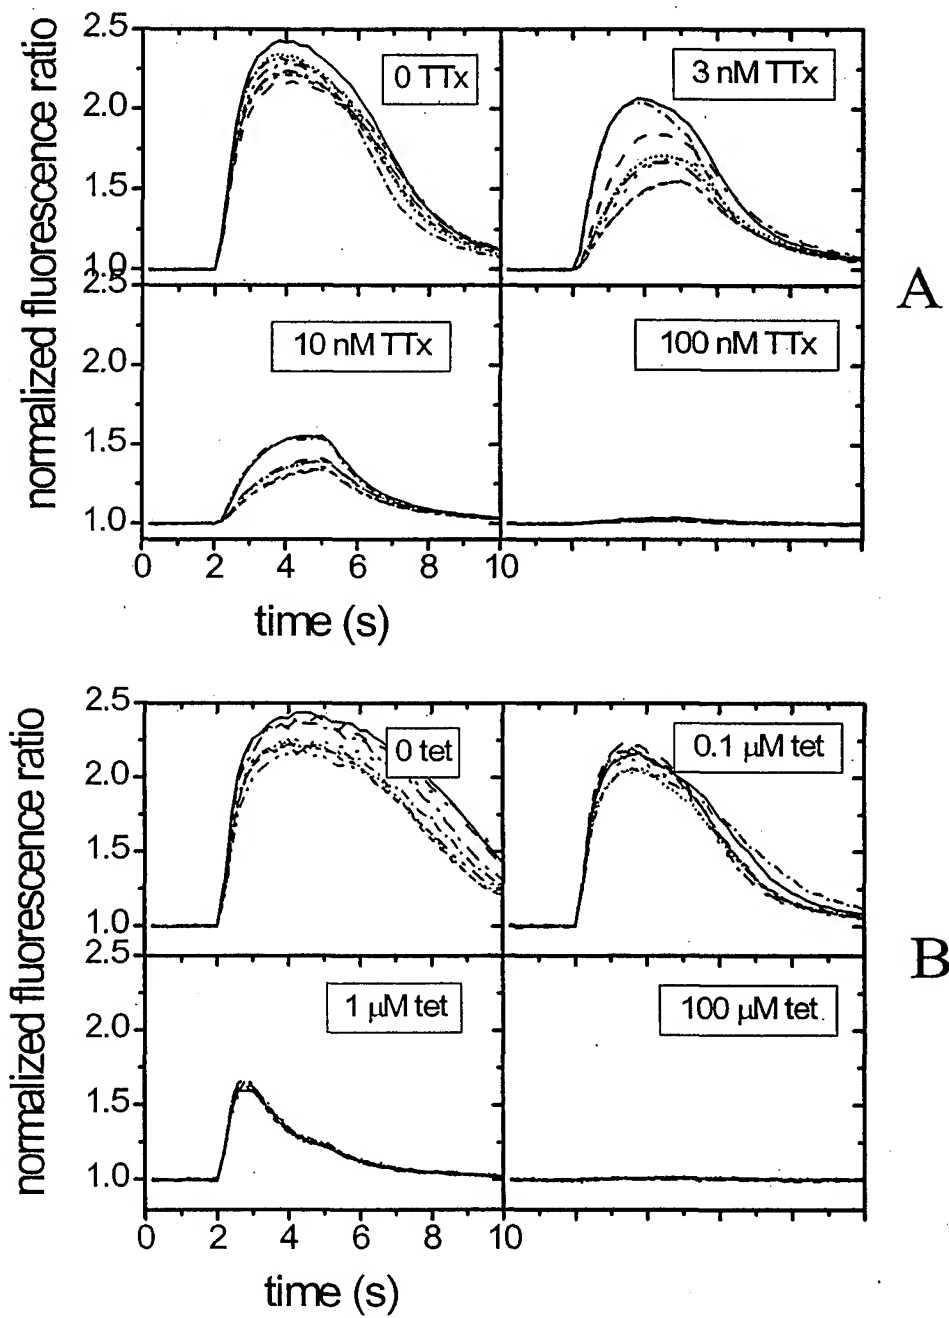 normalized fluorescence ratio
2.5
2.0
1.5
1.0
0 TTx
3 nM TTx
A
2.5
2.0
1.5
1.0
10 nM TTx
100 nM TTx
0 2 4 6 8 10
time (s)
normalized fluorescence ratio
2.5
2.0
1.5
1.0
0 tet
0.1 μM tet
B
2.5
2.0
1.5
1.0
1 μM tet
100 μM tet
0 2 4 6 8 10
time (s)